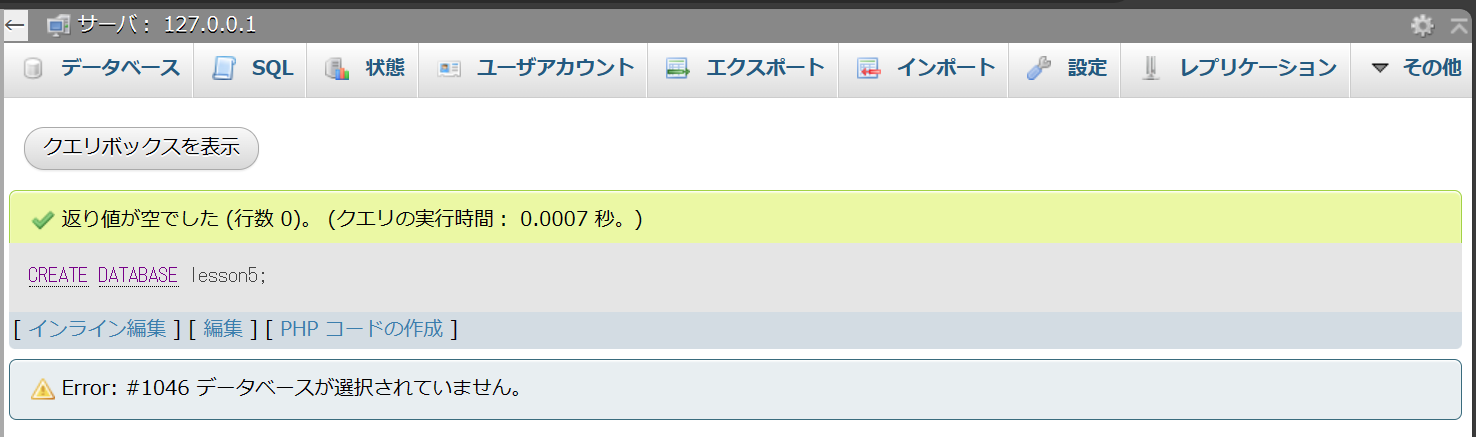 サーバ： 127.0.0.1
データベース SQL 状態 ユーザアカウント エクスポート インポート 設定 レプリケーション その他
クエリボックスを表示
返り値が空でした (行数 0)。 (クエリの実行時間： 0.0007 秒。)
CREATE DATABASE lesson5;
[ インライン編集 ] [ 編集 ] [ PHP コードの作成 ]
Error: #1046 データベースが選択されていません。